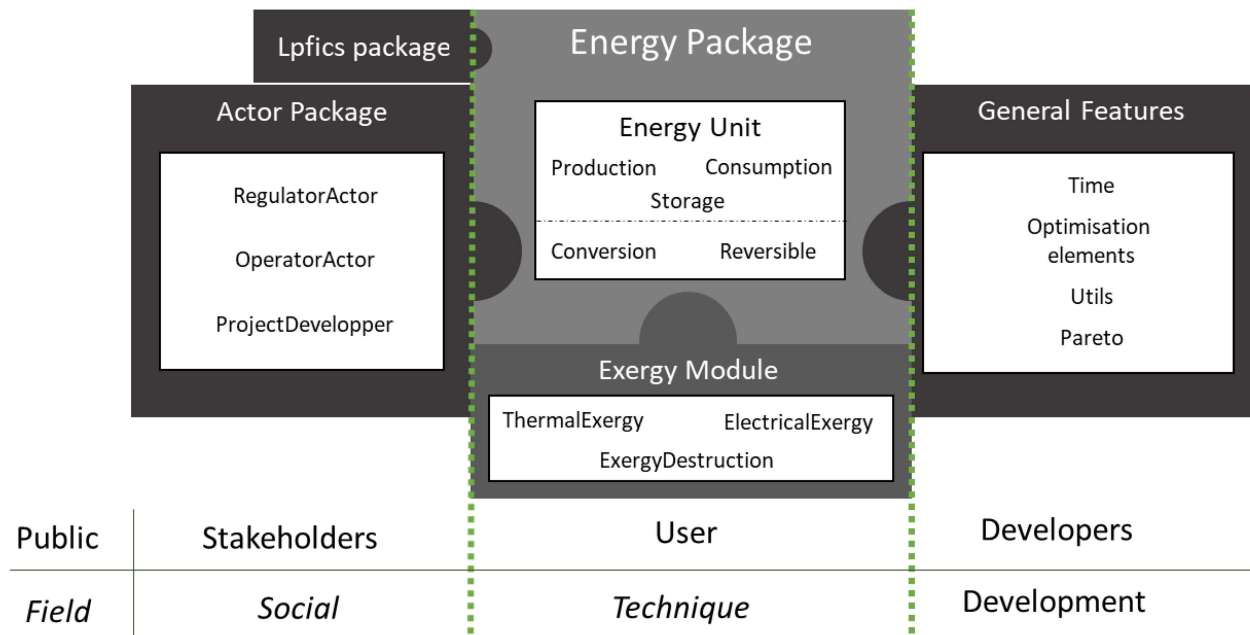 Lpfics package
Energy Package
Actor Package
General Features
RegulatorActor
OperatorActor
ProjectDevelopper
Energy Unit
Production Consumption
Storage
Conversion Reversible
Time
Optimisation
elements
Utils
Pareto
Exergy Module
ThermalExergy ElectricalExergy
ExergyDestruction
Public Stakeholders User Developers
Field Social Technique Development